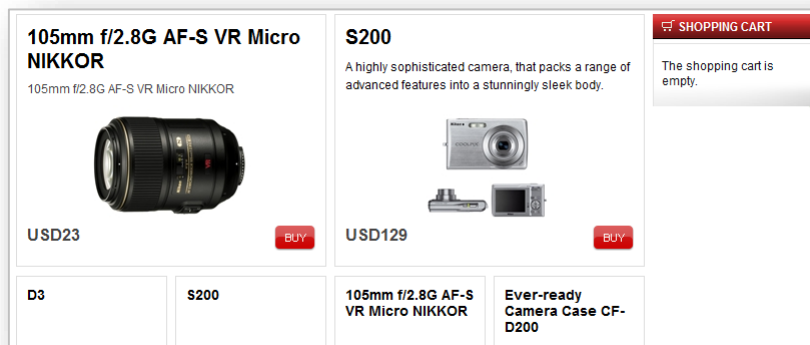 105mm f/2.8G AF-S VR Micro
NIKKOR
105mm f/2.8G AF-S VR Micro NIKKOR
USD23
BUY
S200
A highly sophisticated camera, that packs a range of
advanced features into a stunningly sleek body.
Nikon
COOLPIX
USD129
BUY
SHOPPING CART
The shopping cart is
empty.
D3
S200
105mm f/2.8G AF-S
VR Micro NIKKOR
Ever-ready
Camera Case CF-
D200